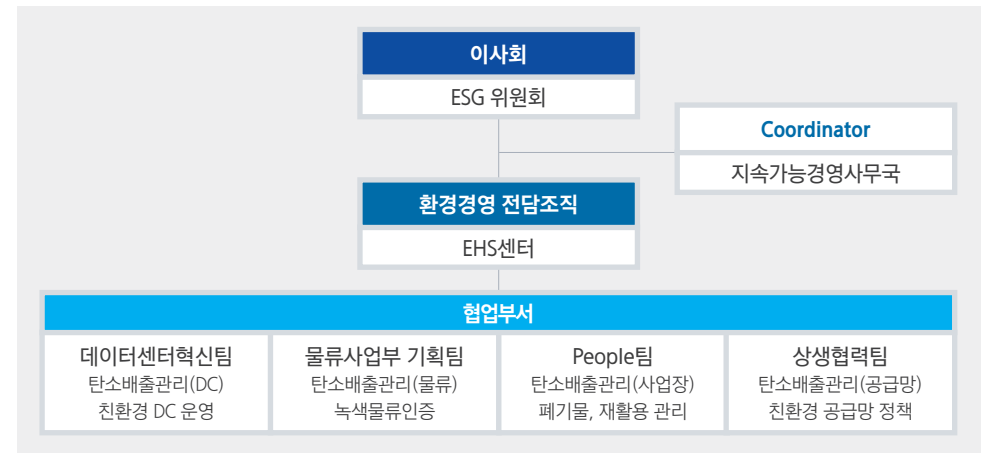 이사회
ESG 위원회
Coordinator
지속가능경영사무국
환경경영 전담조직
EHS센터
협업부서
데이터센터혁신팀
탄소배출관리(DC)
친환경 DC 운영
물류사업부 기획팀
탄소배출관리(물류)
녹색물류인증
People팀
탄소배출관리(사업장)
폐기물, 재활용 관리
상생협력팀
탄소배출관리(공급망)
친환경 공급망 정책